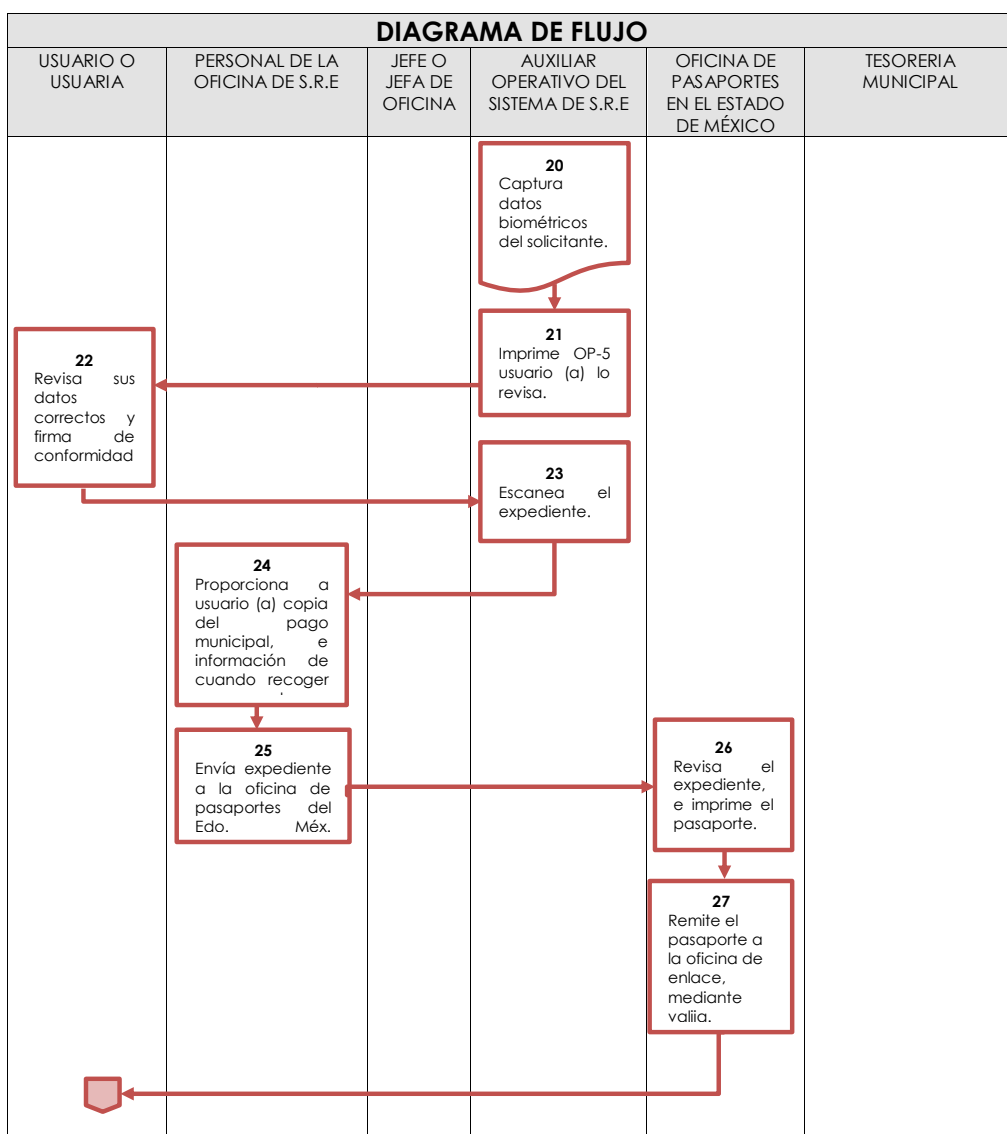 DIAGRAMA DE FLUJO
USUARIO O
USUARIA
PERSONAL DE LA
OFICINA DE S.R.E
JEFE O
JEFA DE
OFICINA
AUXILIAR
OPERATIVO DEL
SISTEMA DE S.R.E
OFICINA DE
PASAPORTES
EN EL ESTADO
DE MÉXICO
TESORERIA
MUNICIPAL
20
Captura
datos
biométricos
del solicitante.
21
Imprime OP-5
usuario (a) lo
revisa.
22
Revisa sus
datos
correctos y
firma de
conformidad
23
Escanea el
expediente.
24
Proporciona a
usuario (a) copia
del pago
municipal, e
información de
cuando recoger
25
Envía expediente
a la oficina de
pasaportes del
Edo. Méx.
26
Revisa el
expediente,
e imprime el
pasaporte.
27
Remite el
pasaporte a
la oficina de
enlace,
mediante
valija.